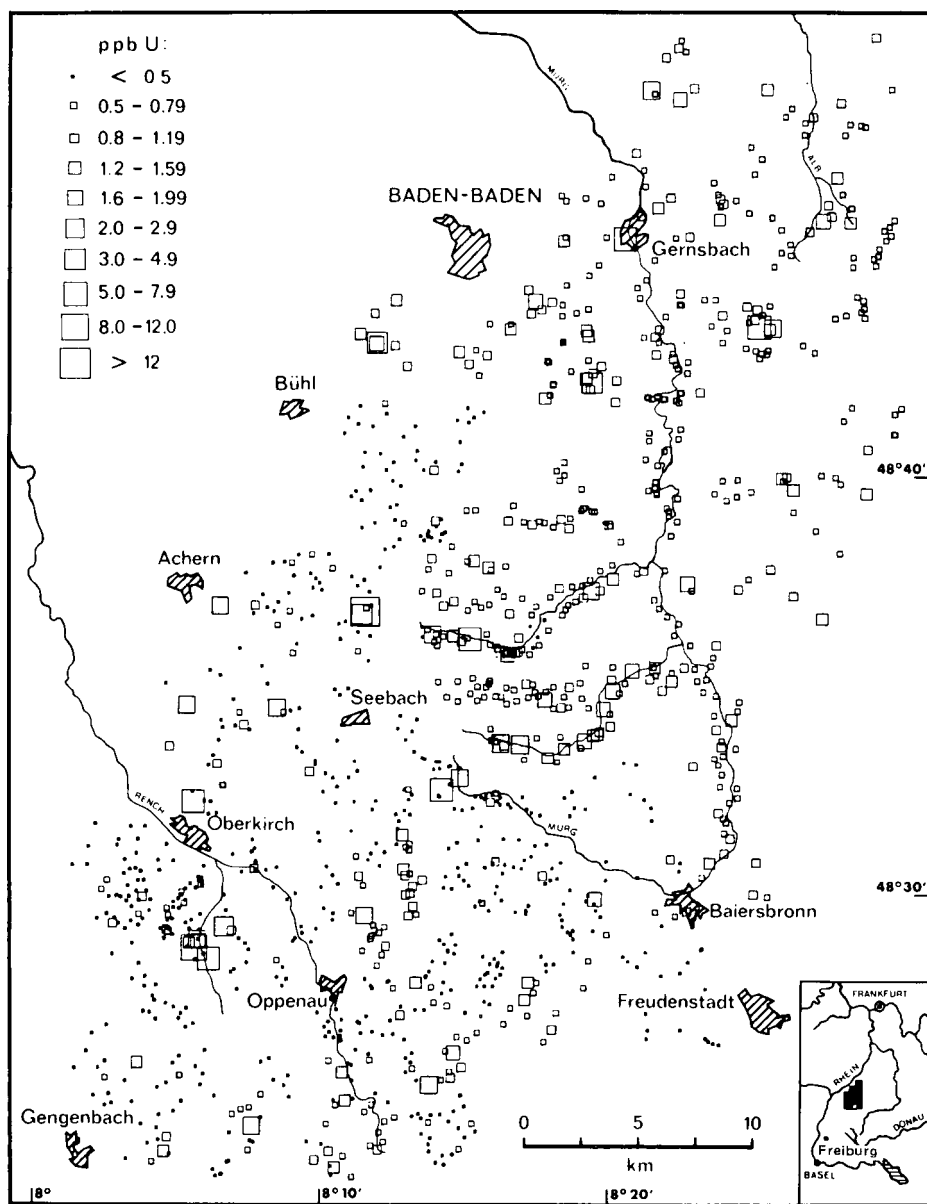 ppb U:
< 0 5
0.5 - 0.79
0.8 - 1.19
1.2 - 1.59
1.6 - 1.99
2.0 - 2.9
3.0 - 4.9
5.0 - 7.9
8.0 - 12.0
> 12
MURG
ALB
BADEN-BADEN
Gernsbach
Bühl
48°40'
Achern
Seebach
RENCH
Oberkirch
MURG
48°30'
Baiersbronn
Oppenau
Freudenstadt
FRANKFURT
RHEIN
DONAU
Freiburg
BASEL
Gengenbach
0 5 10
km
8° 8°10' 8°20'